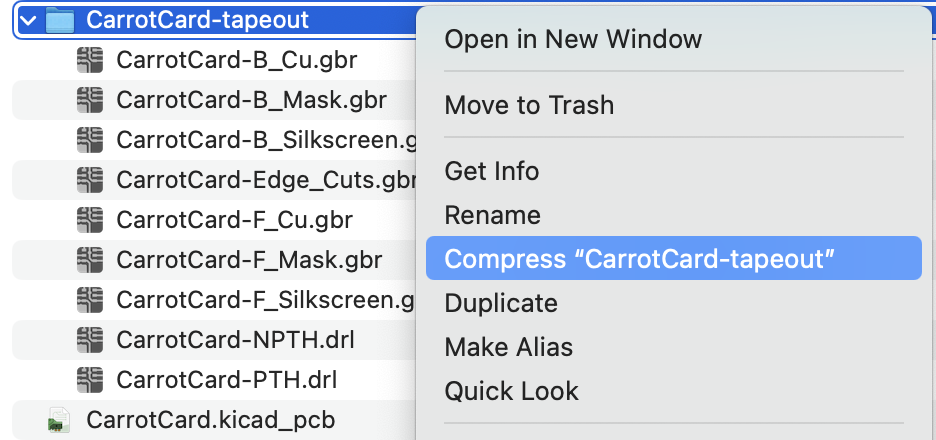 CarrotCard-tapeout
CarrotCard-B_Cu.gbr
CarrotCard-B_Mask.gbr
CarrotCard-B_Silkscreen.g
CarrotCard-Edge_Cuts.gbr
CarrotCard-F_Cu.gbr
CarrotCard-F_Mask.gbr
CarrotCard-F_Silkscreen.g
CarrotCard-NPTH.drl
CarrotCard-PTH.drl
CarrotCard.kicad_pcb
Open in New Window
Move to Trash
Get Info
Rename
Compress “CarrotCard-tapeout”
Duplicate
Make Alias
Quick Look